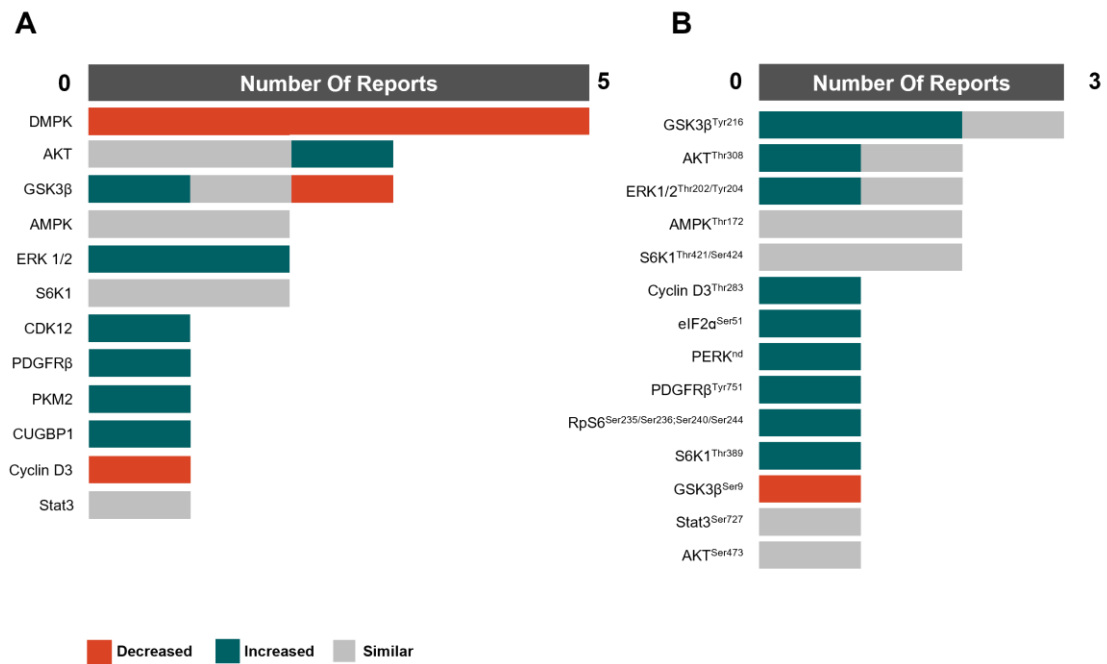 A
0 Number Of Reports 5
DMPK
AKT
GSK3β
AMPK
ERK 1/2
S6K1
CDK12
PDGFRβ
PKM2
CUGBP1
Cyclin D3
Stat3
B
0 Number Of Reports 3
GSK3βTyr216
AKTThr308
ERK1/2Thr202/Tyr204
AMPKThr172
S6K1Thr421/Ser424
Cyclin D3Thr283
eIF2αSer51
PERKnd
PDGFRβTyr751
RpS6Ser235/Ser236;Ser240/Ser244
S6K1Thr389
GSK3βSer9
Stat3Ser727
AKTSer473
Decreased Increased Similar